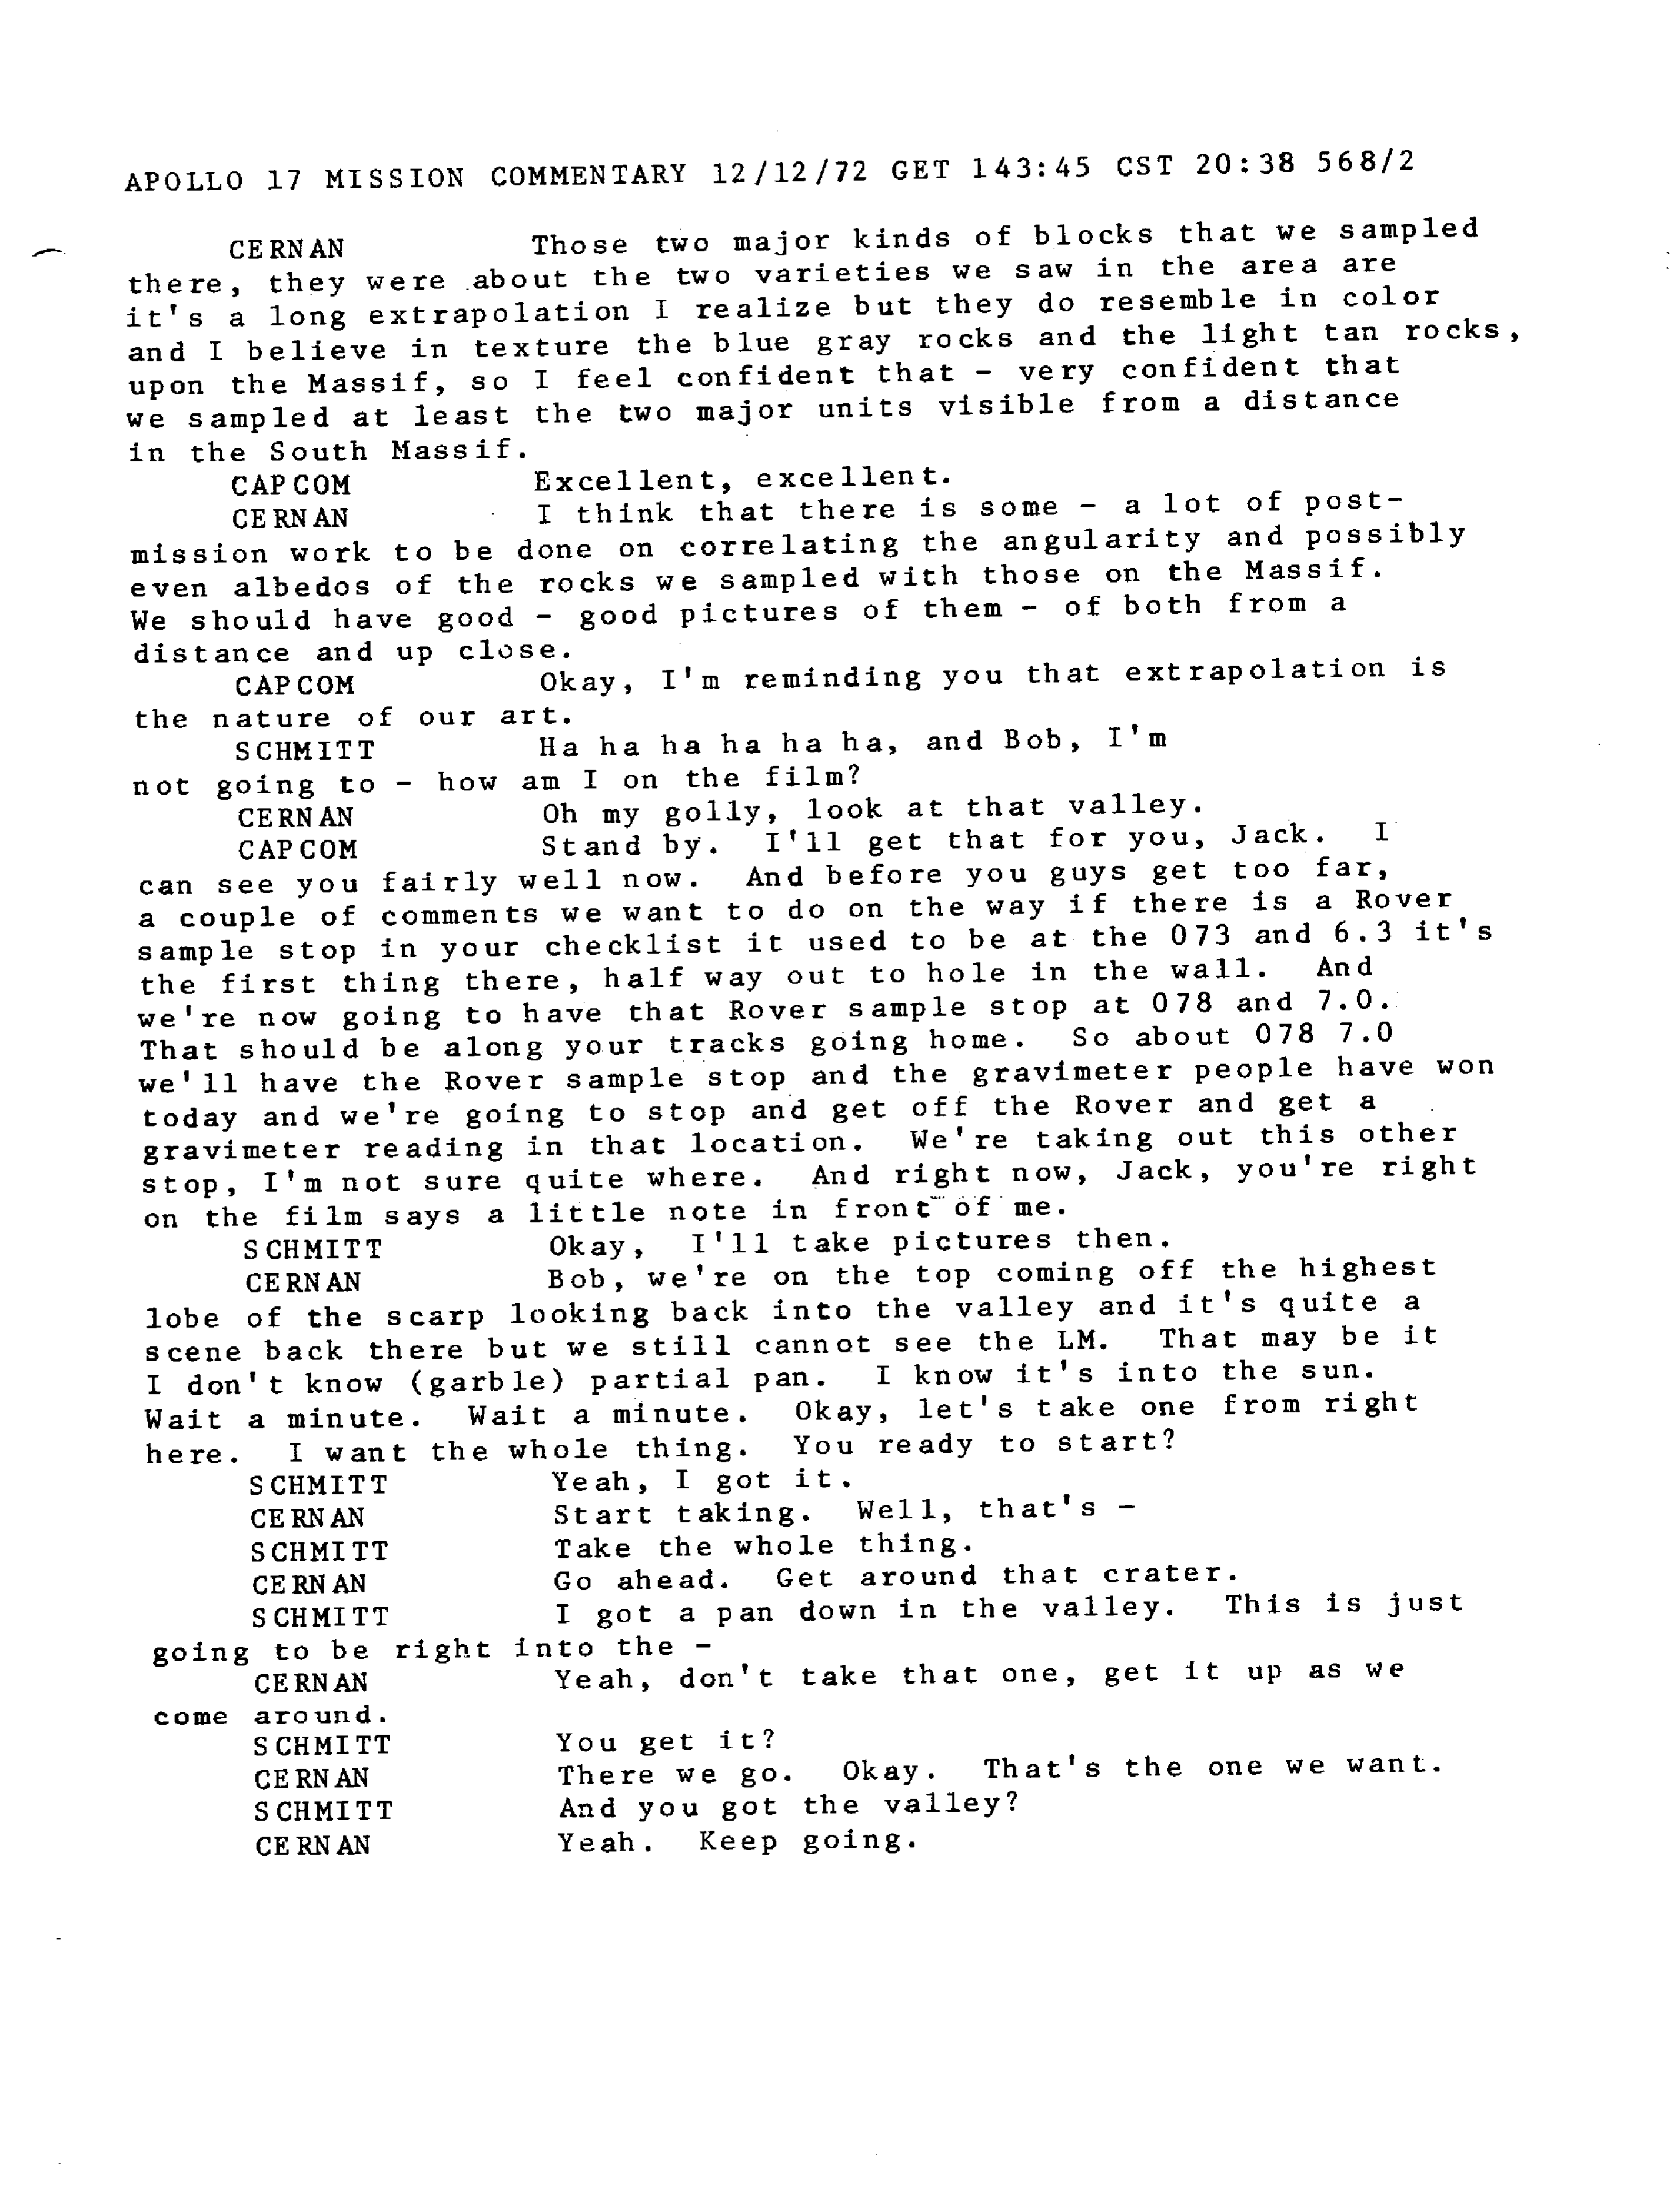 APOLLO 17 MISSION COMMENTARY 12/12/72 GET 143:45 CST 20:38 568/2
CERNAN Those two major kinds of blocks that we sampled
there, they were about the two varieties we saw in the area are
it's a long extrapolation I realize but they do resemble in color
and I believe in texture the blue gray rocks and the light tan rocks,
upon the Massif, so I feel confident that - very confident that
we sampled at least the two major units visible from a distance
in the South Massif.
CAPCOM Excellent, excellent.
CERNAN I think that there is some - a lot of post-
mission work to be done on correlating the angularity and possibly
even albedos of the rocks we sampled with those on the Massif.
We should have good - good pictures of them - of both from a
distance and up close.
CAPCOM Okay, I'm reminding you that extrapolation is
the nature of our art.
SCHMITT Ha ha ha ha ha ha, and Bob, I'm
not going to - how am I on the film?
CERNAN Oh my golly, look at that valley.
CAPCOM Stand by. I'll get that for you, Jack. I
can see you fairly well now. And before you guys get too far,
a couple of comments we want to do on the way if there is a Rover
sample stop in your checklist it used to be at the 073 and 6.3 it's
the first thing there, half way out to hole in the wall. And
we're now going to have that Rover sample stop at 078 and 7.0.
That should be along your tracks going home. So about 078 7.0
we'll have the Rover sample stop and the gravimeter people have won
today and we're going to stop and get off the Rover and get a
gravimeter reading in that location. We're taking out this other
stop, I'm not sure quite where. And right now, Jack, you're right
on the film says a little note in front of me.
SCHMITT Okay, I'll take pictures then.
CERNAN Bob, we're on the top coming off the highest
lobe of the scarp looking back into the valley and it's quite a
scene back there but we still cannot see the LM. That may be it
I don't know (garble) partial pan. I know it's into the sun.
Wait a minute. Wait a minute. Okay, let's take one from right
here. I want the whole thing. You ready to start?
SCHMITT Yeah, I got it.
CERNAN Start taking. Well, that's -
SCHMITT Take the whole thing.
CERNAN Go ahead. Get around that crater.
SCHMITT I got a pan down in the valley. This is just
going to be right into the -
CERNAN Yeah, don't take that one, get it up as we
come around.
SCHMITT You get it?
CERNAN There we go. Okay. That's the one we want.
SCHMITT And you got the valley?
CERNAN Yeah. Keep going.